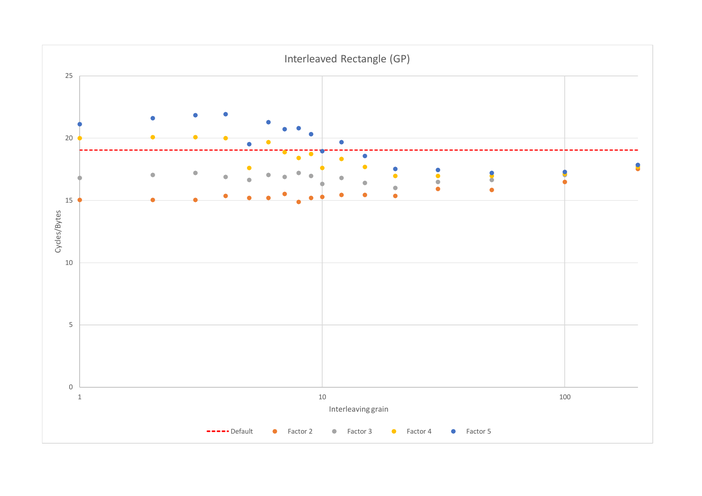 Interleaved Rectangle (GP)
25
20
15
10
5
0
Cycles/Bytes
1 10 100
Interleaving grain
Default Factor 2 Factor 3 Factor 4 Factor 5